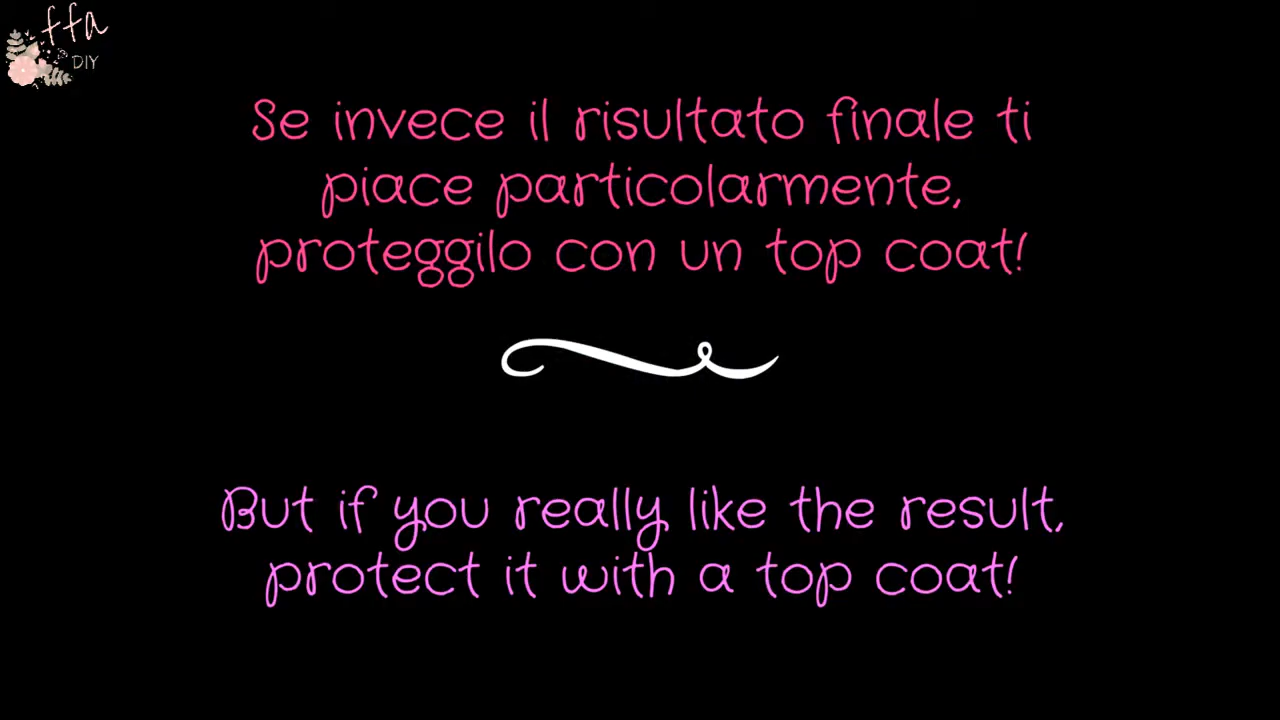 ffa
DIY
Se invece il risultato finale ti
piace particolarmente,
proteggilo con un top coat!
But if you really like the result,
protect it with a top coat!